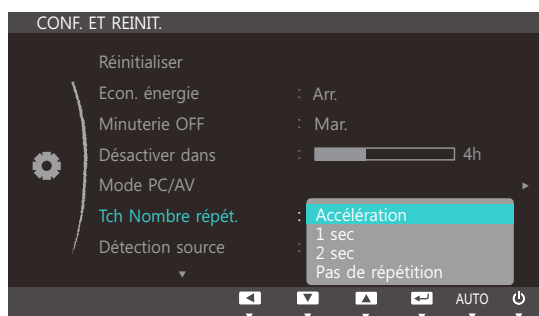 CONF. ET REINIT.
Réinitialiser
Econ. énergie : Arr.
Minuterie OFF : Mar.
Désactiver dans : 4h
Mode PC/AV
Tch Nombre répét. : Accélération
1 sec
Détection source : 2 sec
Pas de répétition
AUTO